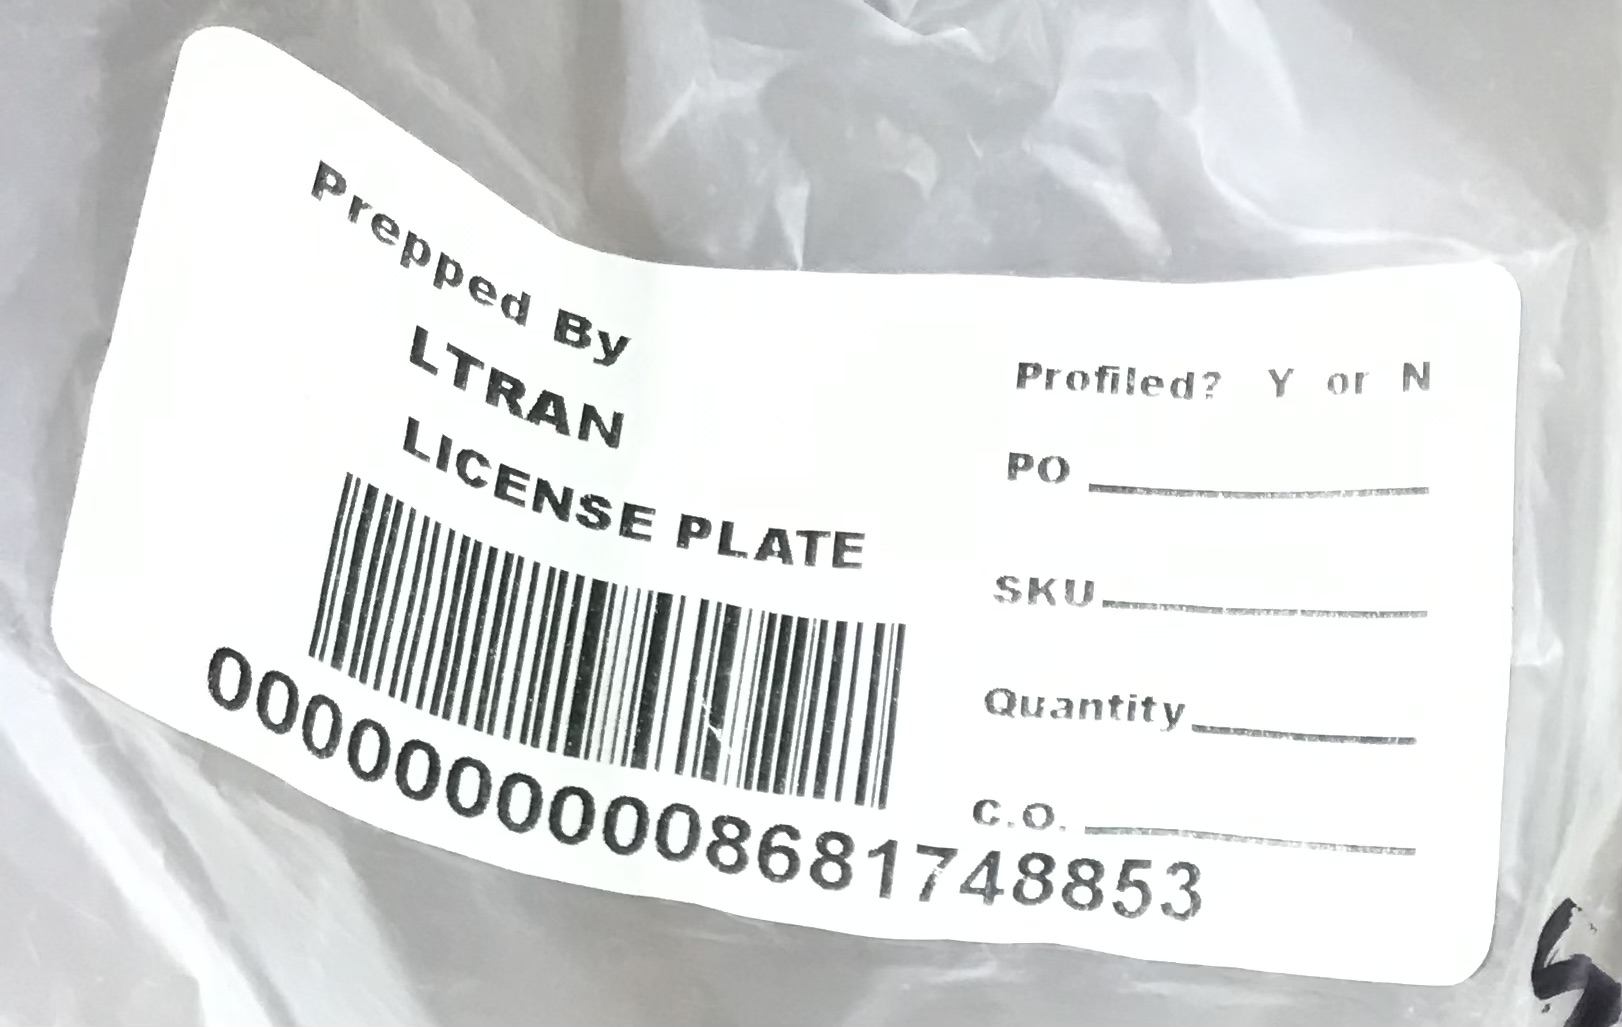 Prepped By
LTRAN
LICENSE PLATE
00000000008681748853
Profiled? Y or N
PO
SKU
Quantity
C.O.